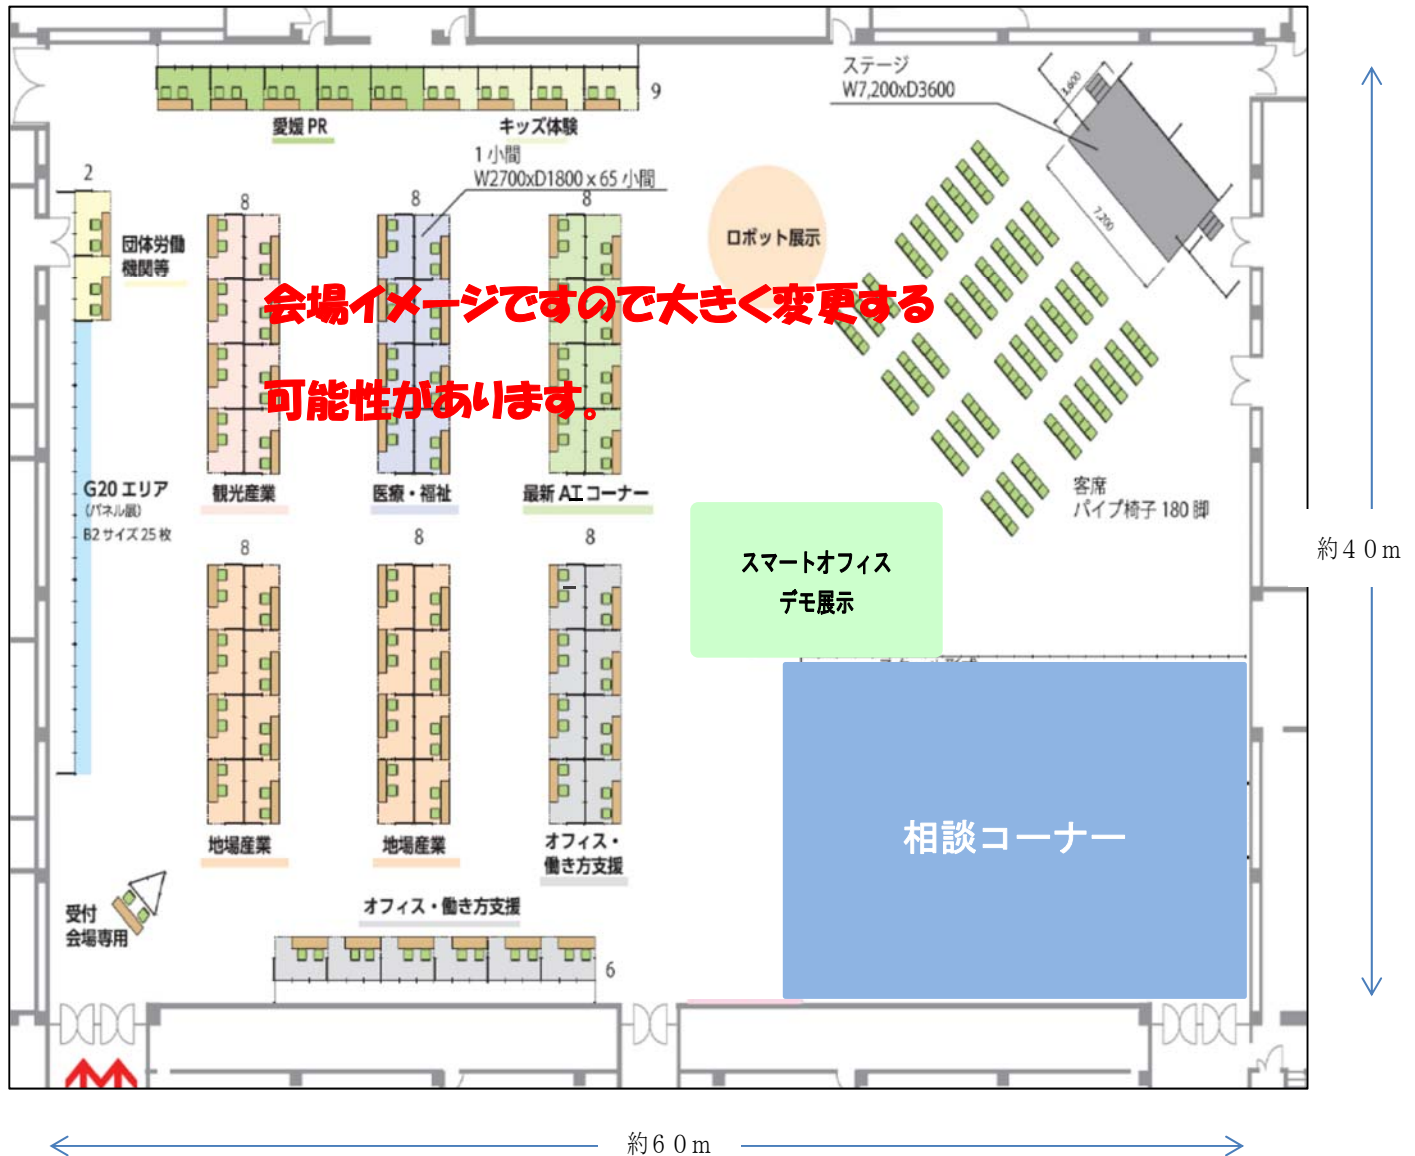 ステージ
W7,200xD3600
3,600
7,200
9
愛媛 PR
キッズ体験
1 小間
W2700xD1800 x 65 小間
2
8
8
8
団体労働
機関等
ロボット展示
会場イメージですので大きく変更する
可能性があります。
G20 エリア
(パネル展)
B2 サイズ 25 枚
観光産業
医療・福祉
最新 AI コーナー
客席
パイプ椅子 180 脚
約40m
8
8
8
スマートオフィス
デモ展示
相談コーナー
地場産業
地場産業
オフィス・
働き方支援
受付
会場専用
オフィス・働き方支援
6
約60m